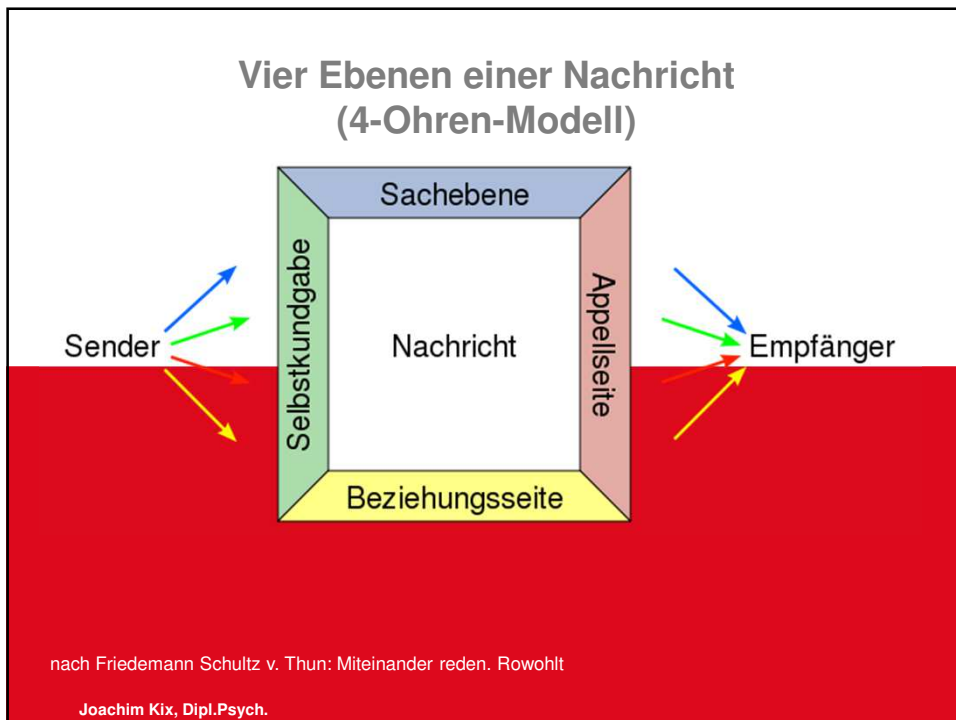 Vier Ebenen einer Nachricht
(4-Ohren-Modell)
Sachebene
Selbstkundgabe
Appellseite
Sender
Nachricht
Empfänger
Beziehungsseite
nach Friedemann Schultz v. Thun: Miteinander reden. Rowohlt
Joachim Kix, Dipl.Psych.